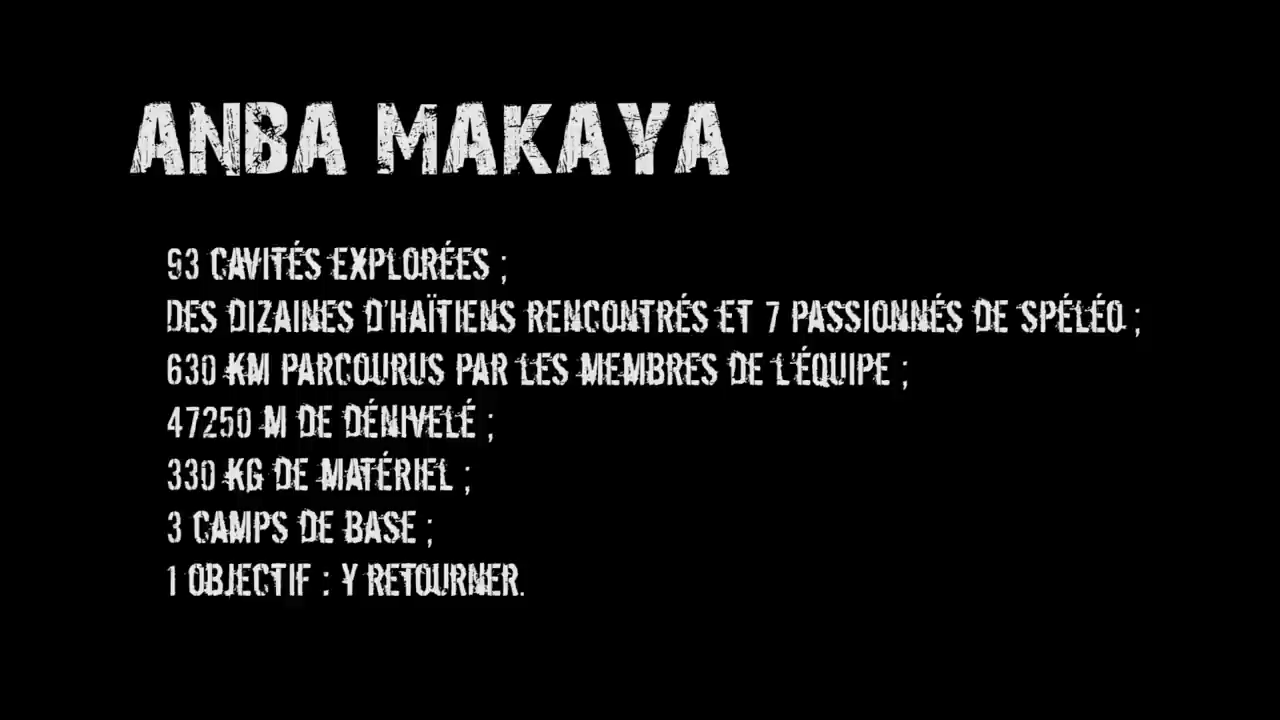 ANBA MAKAYA
93 CAVITÉS EXPLORÉES ;
DES DIZAINES D'HAÏTIENS RENCONTRÉS ET 7 PASSIONNÉS DE SPÉLÉO ;
630 KM PARCOURUS PAR LES MEMBRES DE L'ÉQUIPE ;
47250 M DE DÉNIVELÉ ;
330 KG DE MATÉRIEL ;
3 CAMPS DE BASE ;
1 OBJECTIF : Y RETOURNER.